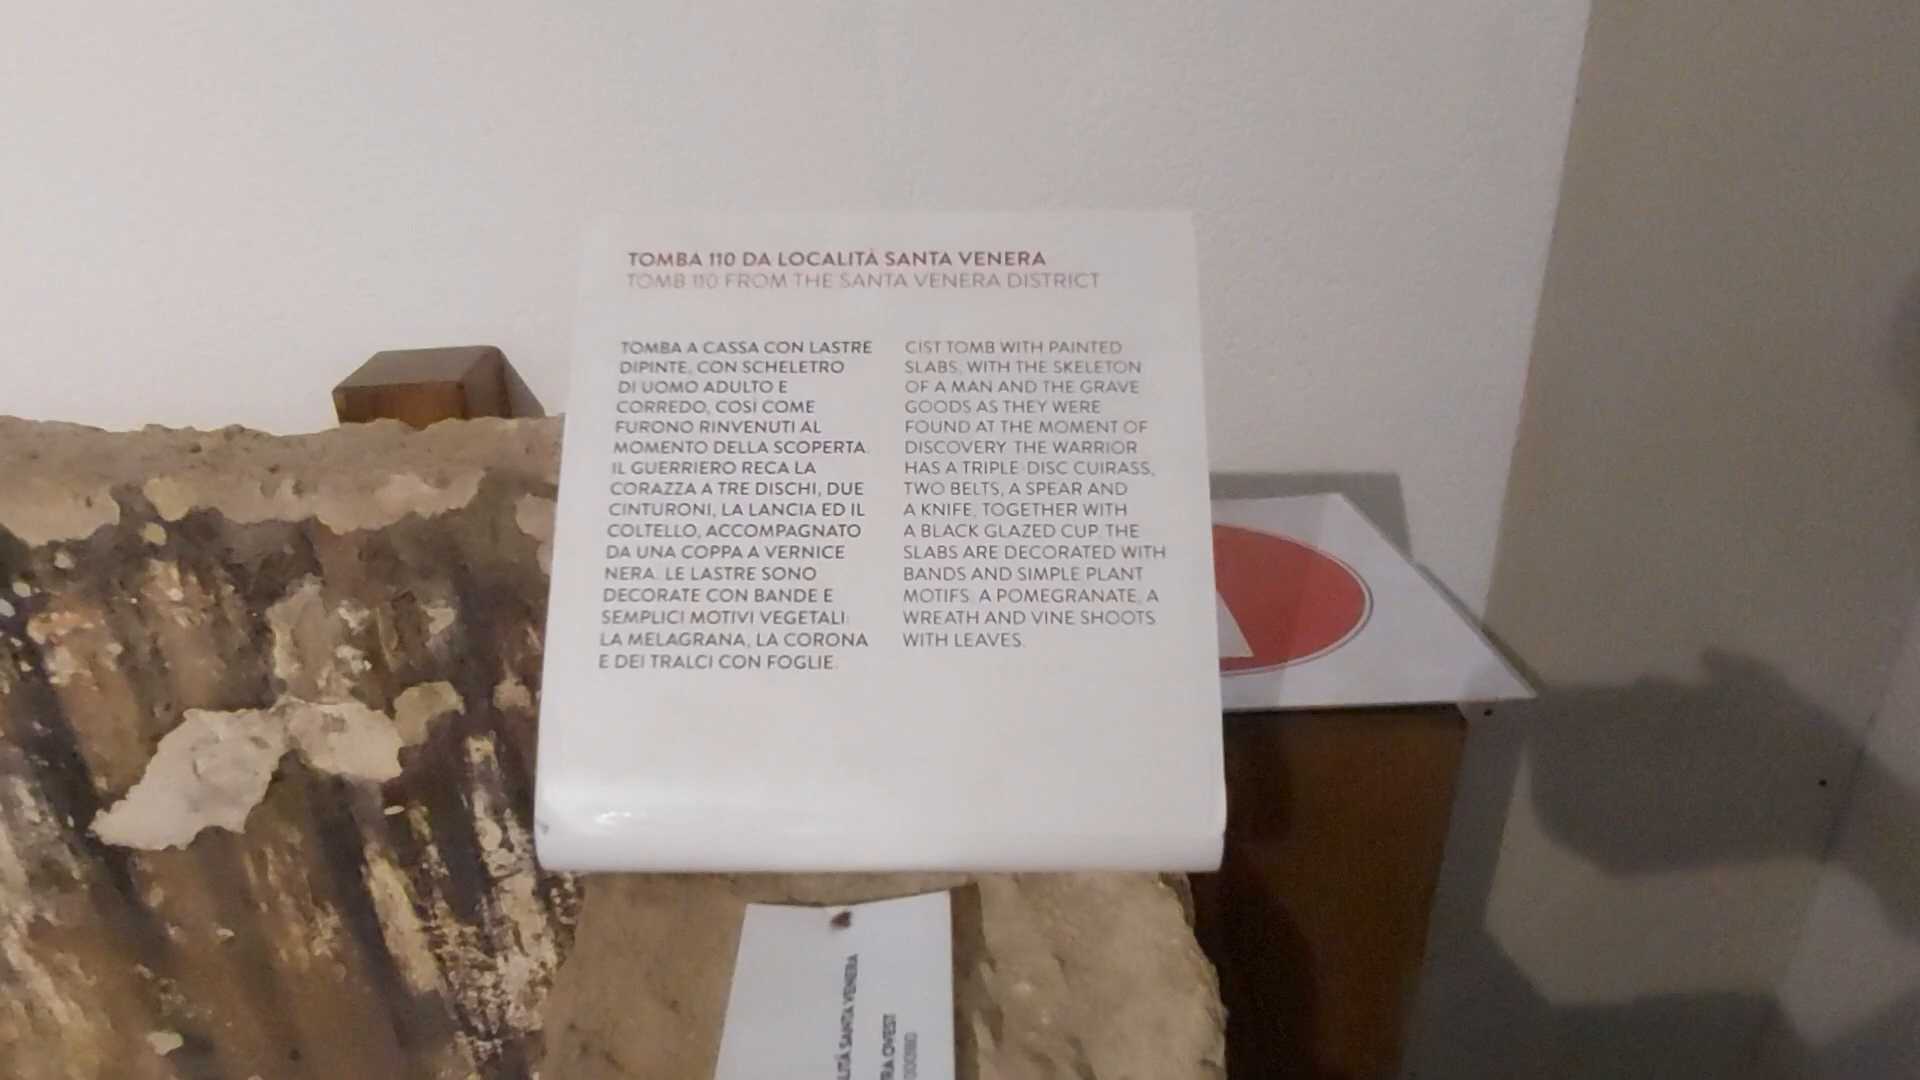 TOMBA 110 DA LOCALITÀ SANTA VENERA
TOMB 110 FROM THE SANTA VENERA DISTRICT
TOMBA A CASSA CON LASTRE
DIPINTE, CON SCHELETRO
DI UOMO ADULTO E
CORREDO, COSÌ COME
FURONO RINVENUTI AL
MOMENTO DELLA SCOPERTA.
IL GUERRIERO RECA LA
CORAZZA A TRE DISCHI, DUE
CINTURONI, LA LANCIA ED IL
COLTELLO, ACCOMPAGNATO
DA UNA COPPA A VERNICE
NERA. LE LASTRE SONO
DECORATE CON BANDE E
SEMPLICI MOTIVI VEGETALI:
LA MELAGRANA, LA CORONA
E DEI TRALCI CON FOGLIE.
CIST TOMB WITH PAINTED
SLABS, WITH THE SKELETON
OF A MAN AND THE GRAVE
GOODS AS THEY WERE
FOUND AT THE MOMENT OF
DISCOVERY. THE WARRIOR
HAS A TRIPLE-DISC CUIRASS,
TWO BELTS, A SPEAR AND
A KNIFE, TOGETHER WITH
A BLACK GLAZED CUP. THE
SLABS ARE DECORATED WITH
BANDS AND SIMPLE PLANT
MOTIFS: A POMEGRANATE, A
WREATH AND VINE SHOOTS
WITH LEAVES.
SANTA VENERA
OVEST